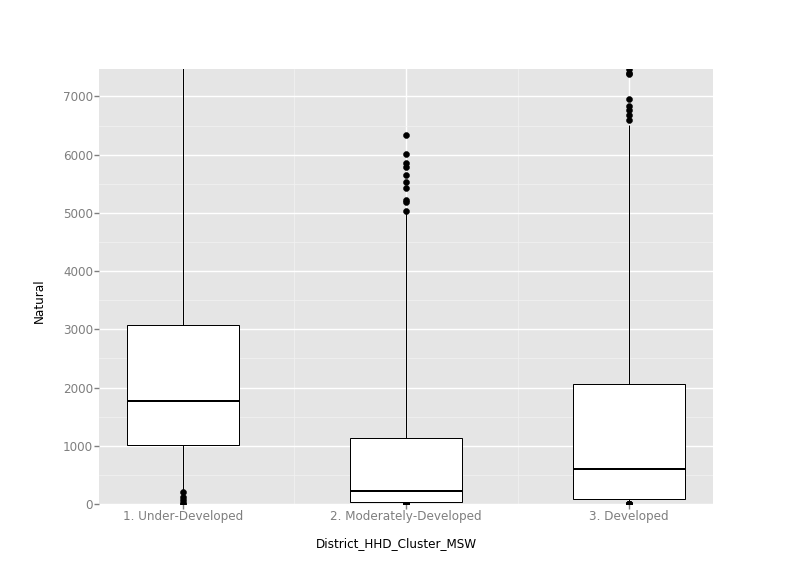 7000
6000
5000
4000
3000
2000
1000
0
Natural
1. Under-Developed 2. Moderately-Developed 3. Developed
District_HHD_Cluster_MSW